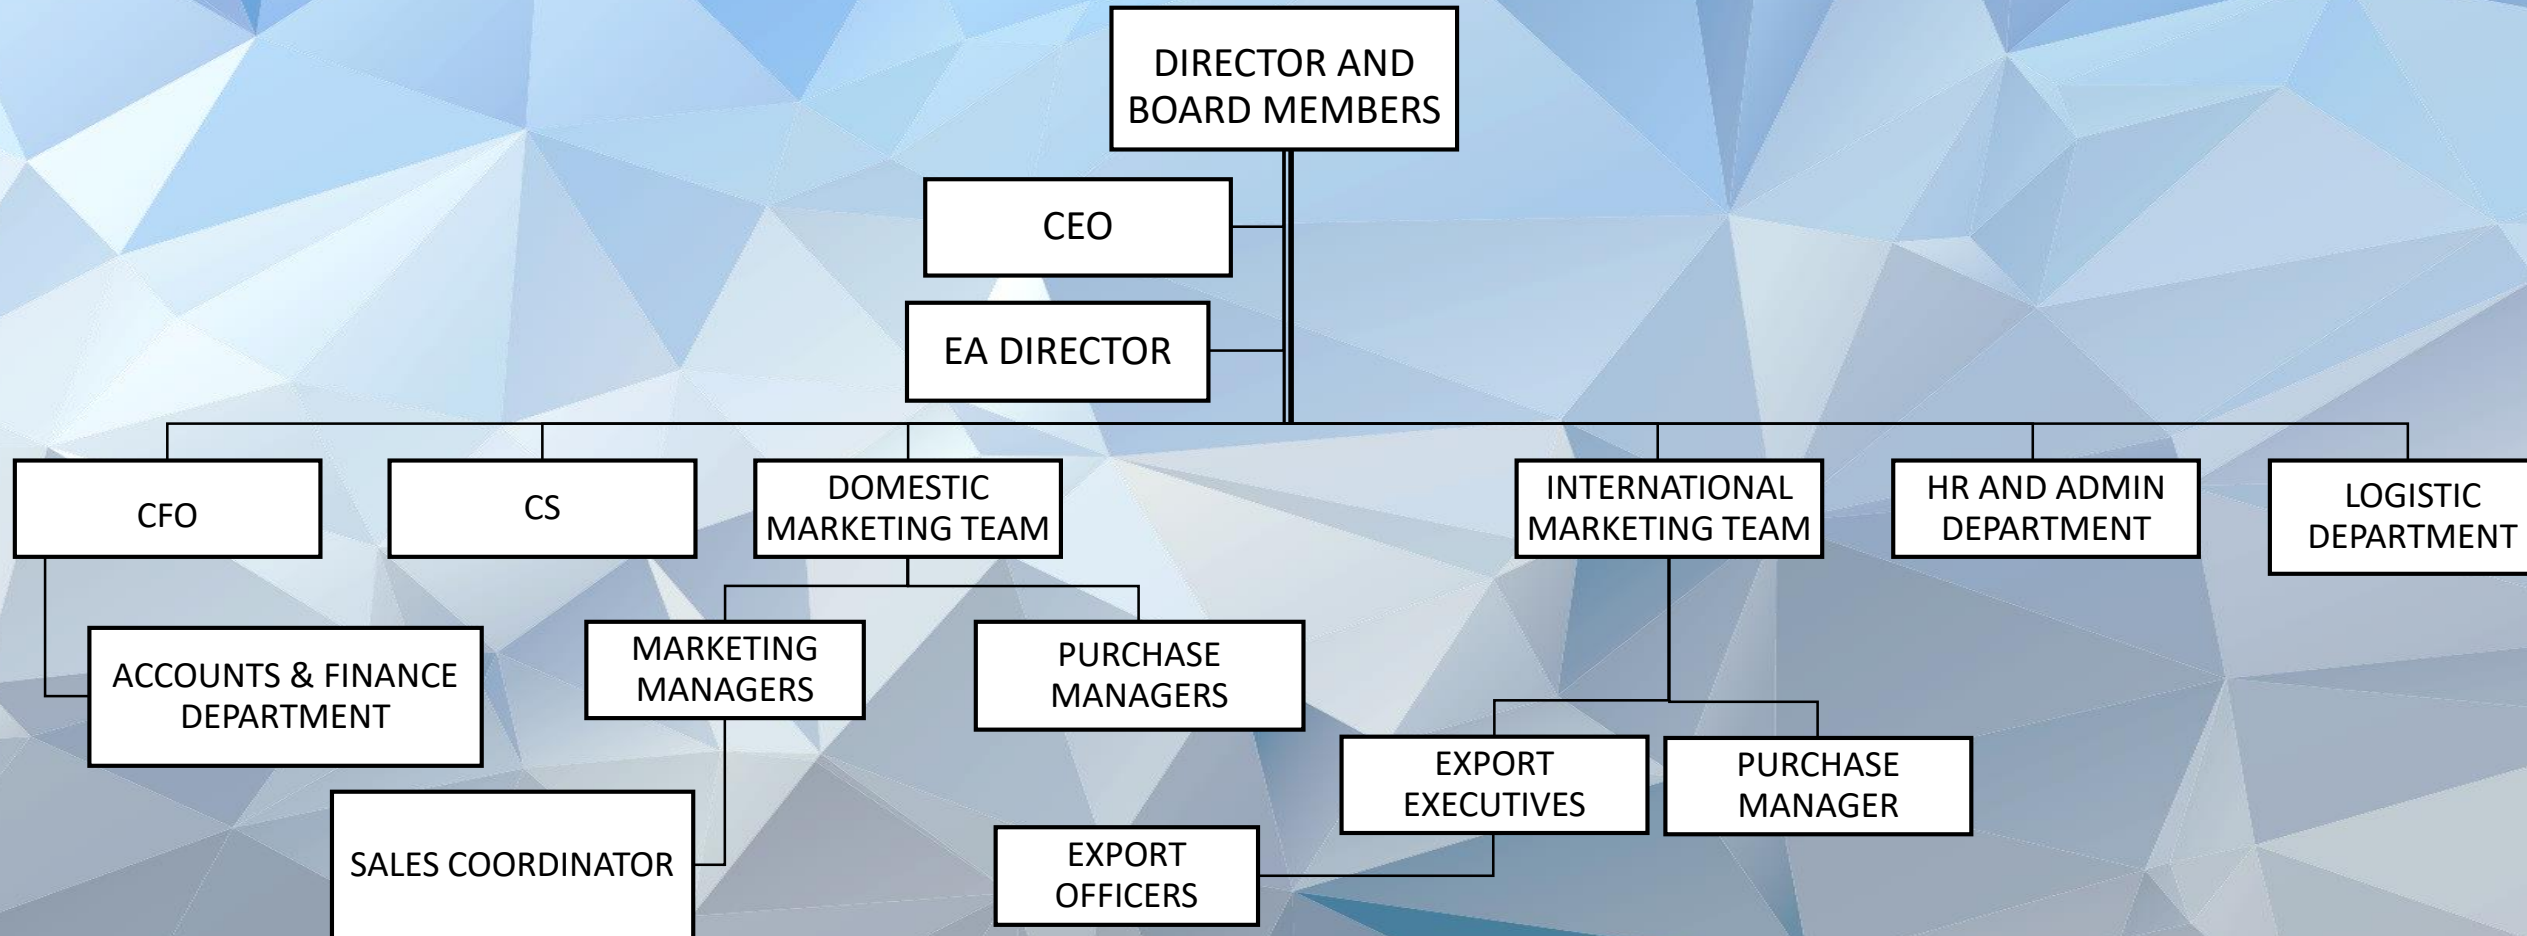 DIRECTOR AND
BOARD MEMBERS
CEO
EA DIRECTOR
CFO
CS
DOMESTIC
MARKETING TEAM
INTERNATIONAL
MARKETING TEAM
HR AND ADMIN
DEPARTMENT
LOGISTIC
DEPARTMENT
ACCOUNTS & FINANCE
DEPARTMENT
MARKETING
MANAGERS
PURCHASE
MANAGERS
EXPORT
EXECUTIVES
PURCHASE
MANAGER
SALES COORDINATOR
EXPORT
OFFICERS